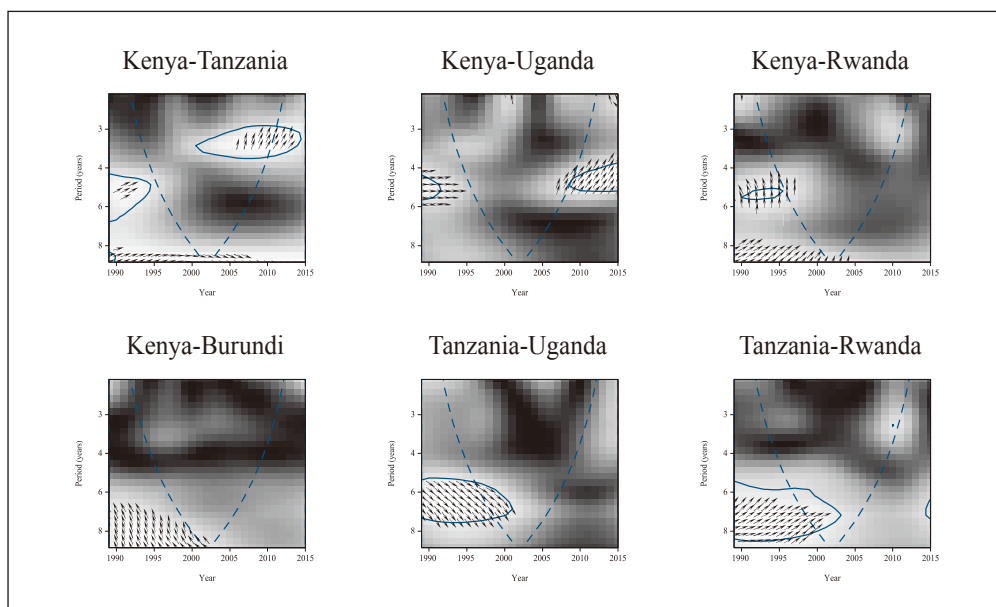 Kenya-Tanzania
Period (years)
3
4
6
8
1990 1995 2000 2005 2010 2015
Year
Kenya-Uganda
Period (years)
3
4
6
8
1990 1995 2000 2005 2010 2015
Year
Kenya-Rwanda
Period (years)
3
4
6
8
1990 1995 2000 2005 2010 2015
Year
Kenya-Burundi
Period (years)
3
4
6
8
1990 1995 2000 2005 2010 2015
Year
Tanzania-Uganda
Period (years)
3
4
6
8
1990 1995 2000 2005 2010 2015
Year
Tanzania-Rwanda
Period (years)
3
4
6
8
1990 1995 2000 2005 2010 2015
Year